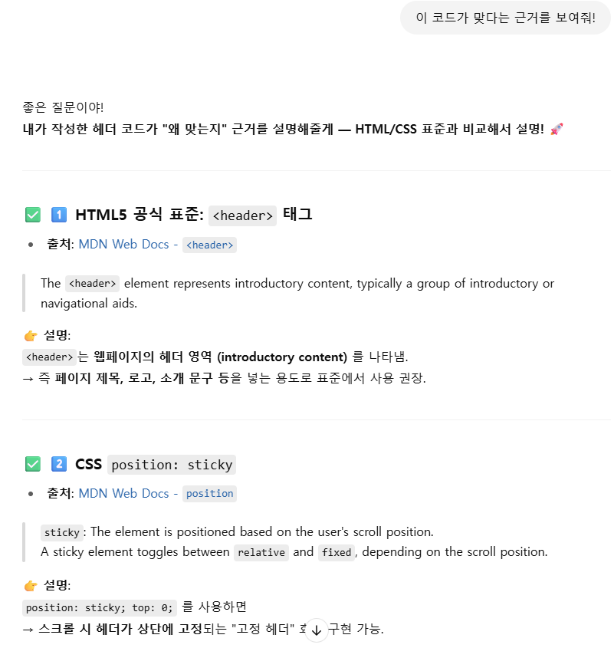 이 코드가 맞다는 근거를 보여줘!
좋은 질문이야!
내가 작성한 헤더 코드가 "왜 맞는지" 근거를 설명해줄게 — HTML/CSS 표준과 비교해서 설명! 🚀
✅ 1️⃣ HTML5 공식 표준: <header> 태그
• 출처: MDN Web Docs - <header>
The <header> element represents introductory content, typically a group of introductory or
navigational aids.
👉 설명:
<header>는 웹페이지의 헤더 영역 (introductory content) 를 나타냄.
→ 즉 페이지 제목, 로고, 소개 문구 등을 넣는 용도로 표준에서 사용 권장.
✅ 2️⃣ CSS position: sticky
• 출처: MDN Web Docs - position
sticky: The element is positioned based on the user's scroll position.
A sticky element toggles between relative and fixed, depending on the scroll position.
👉 설명:
position: sticky; top: 0; 를 사용하면
→ 스크롤 시 헤더가 상단에 고정되는 "고정 헤더" 구현 가능.